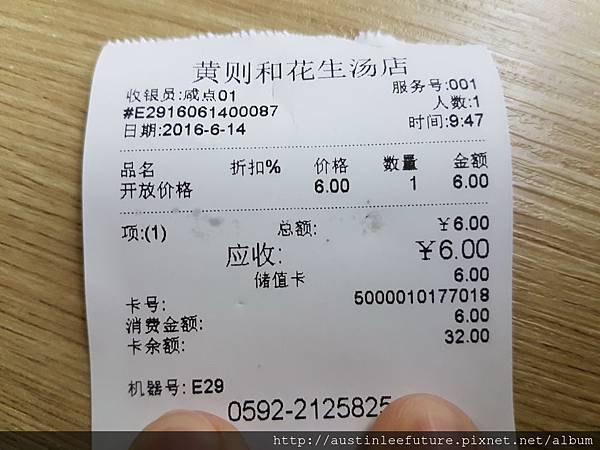 黄则和花生汤店
收银员:咸点01 服务号:001
#E2916061400087 人数:1
日期:2016-6-14 时间:9:47
品名 折扣% 价格 数量 金额
开放价格 6.00 1 6.00
项:(1) 总额: ￥6.00
应收: ￥6.00
储值卡 6.00
卡号: 5000010177018
消费金额: 6.00
卡余额: 32.00
机器号: E29
0592-2125825
http://austinleefuture.pixnet.net/album